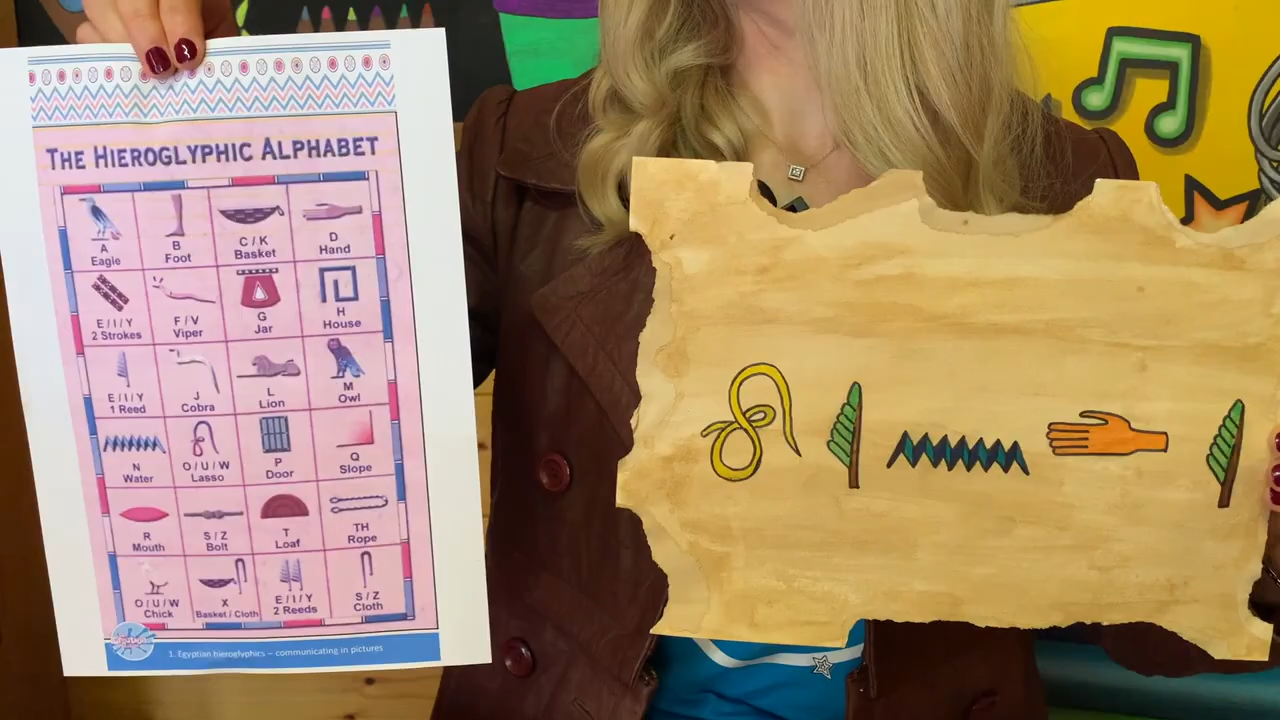 THE HIEROGLYPHIC ALPHABET
A B C / K D
Eagle Foot Basket Hand
E / I / Y F / V G H
2 Strokes Viper Jar House
E / I / Y J L M
1 Reed Cobra Lion Owl
N O / U / W P Q
Water Lasso Door Slope
R S / Z T TH
Mouth Bolt Loaf Rope
O / U / W X E / I / Y S / Z
Chick Basket / Cloth 2 Reeds Cloth
1. Egyptian hieroglyphics – communicating in pictures